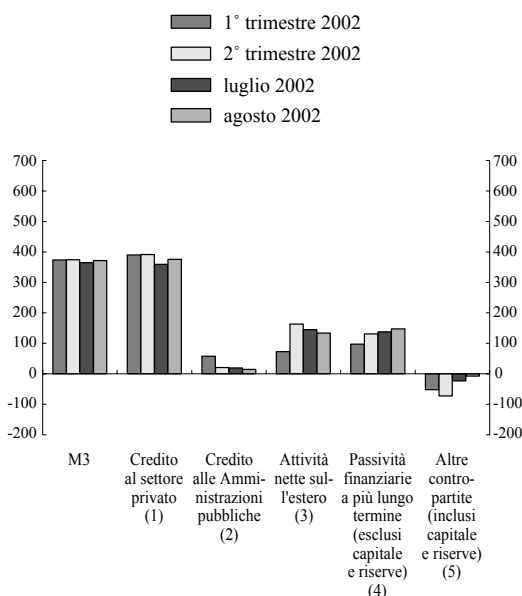 1° trimestre 2002
2° trimestre 2002
luglio 2002
agosto 2002
700 700
600 600
500 500
400 400
300 300
200 200
100 100
0 0
-100 -100
-200 -200
M3
Credito
al settore
privato
(1)
Credito
alle Ammi-
nistrazioni
pubbliche
(2)
Attività
nette sul-
l'estero
(3)
Passività
finanziarie
a più lungo
termine
(esclusi
capitale
e riserve)
(4)
Altre
contro-
partite
(inclusi
capitale
e riserve)
(5)